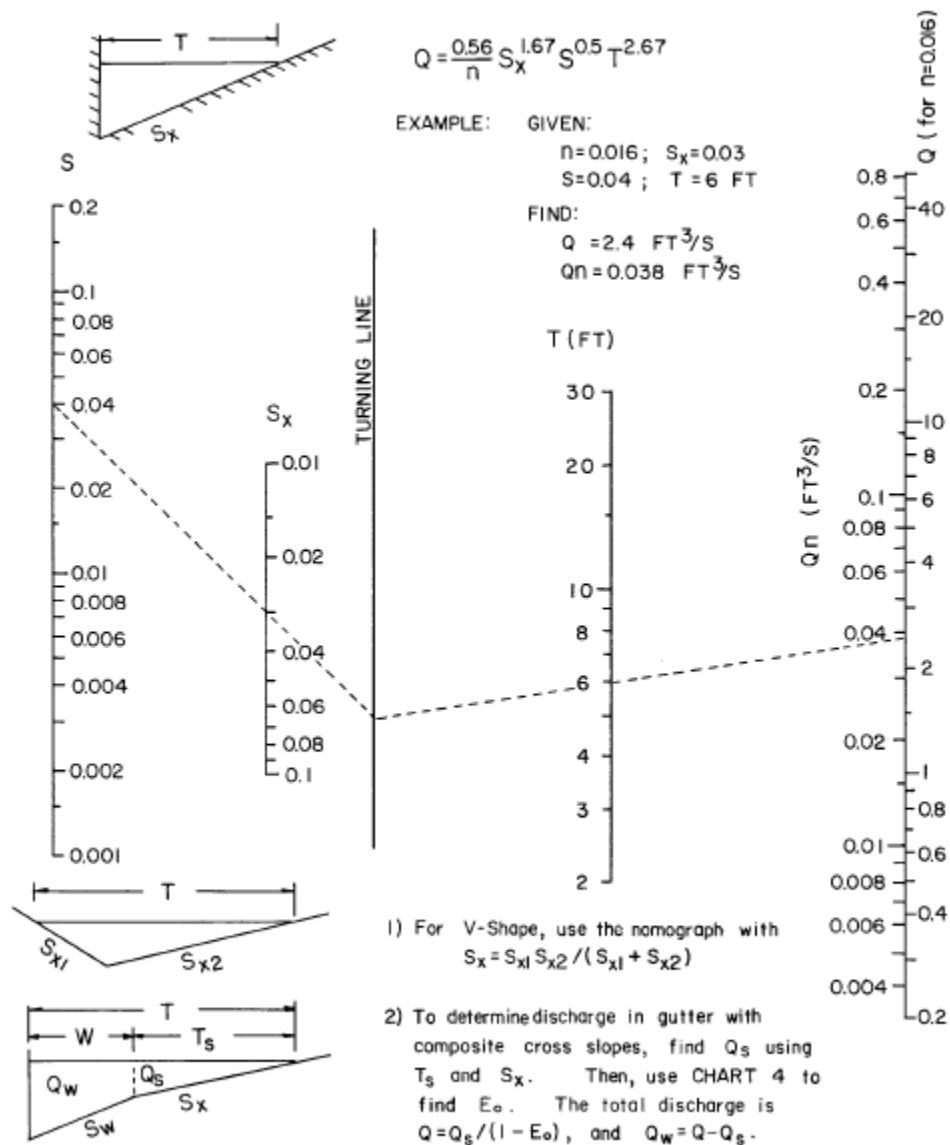 T
Sx
Q = 0.56/n Sx^1.67 S^0.5 T^2.67
EXAMPLE: GIVEN:
n=0.016; Sx=0.03
S=0.04; T=6 FT
FIND:
Q =2.4 FT^3/S
Qn=0.038 FT^3/S
S
0.2
0.1
0.08
0.06
0.04
0.02
0.01
0.008
0.006
0.004
0.002
0.001
Sx
0.01
0.02
0.04
0.06
0.08
0.1
TURNING LINE
T (FT)
30
20
10
8
6
5
4
3
2
Qn (FT^3/S)
0.8
0.6
0.4
0.2
0.1
0.08
0.06
0.04
0.02
0.01
0.008
0.006
0.004
Q (for n=0.016)
40
20
10
8
6
4
2
1
0.8
0.6
0.4
0.2
T
Sx1
Sx2
1) For V-Shape, use the nomograph with
Sx=Sx1 Sx2 /(Sx1 + Sx2)
T
W
Ts
Qw
Qs
Sw
Sx
2) To determine discharge in gutter with
composite cross slopes, find Qs using
Ts and Sx. Then, use CHART 4 to
find Eo. The total discharge is
Q=Qs/(1-Eo), and Qw=Q-Qs.